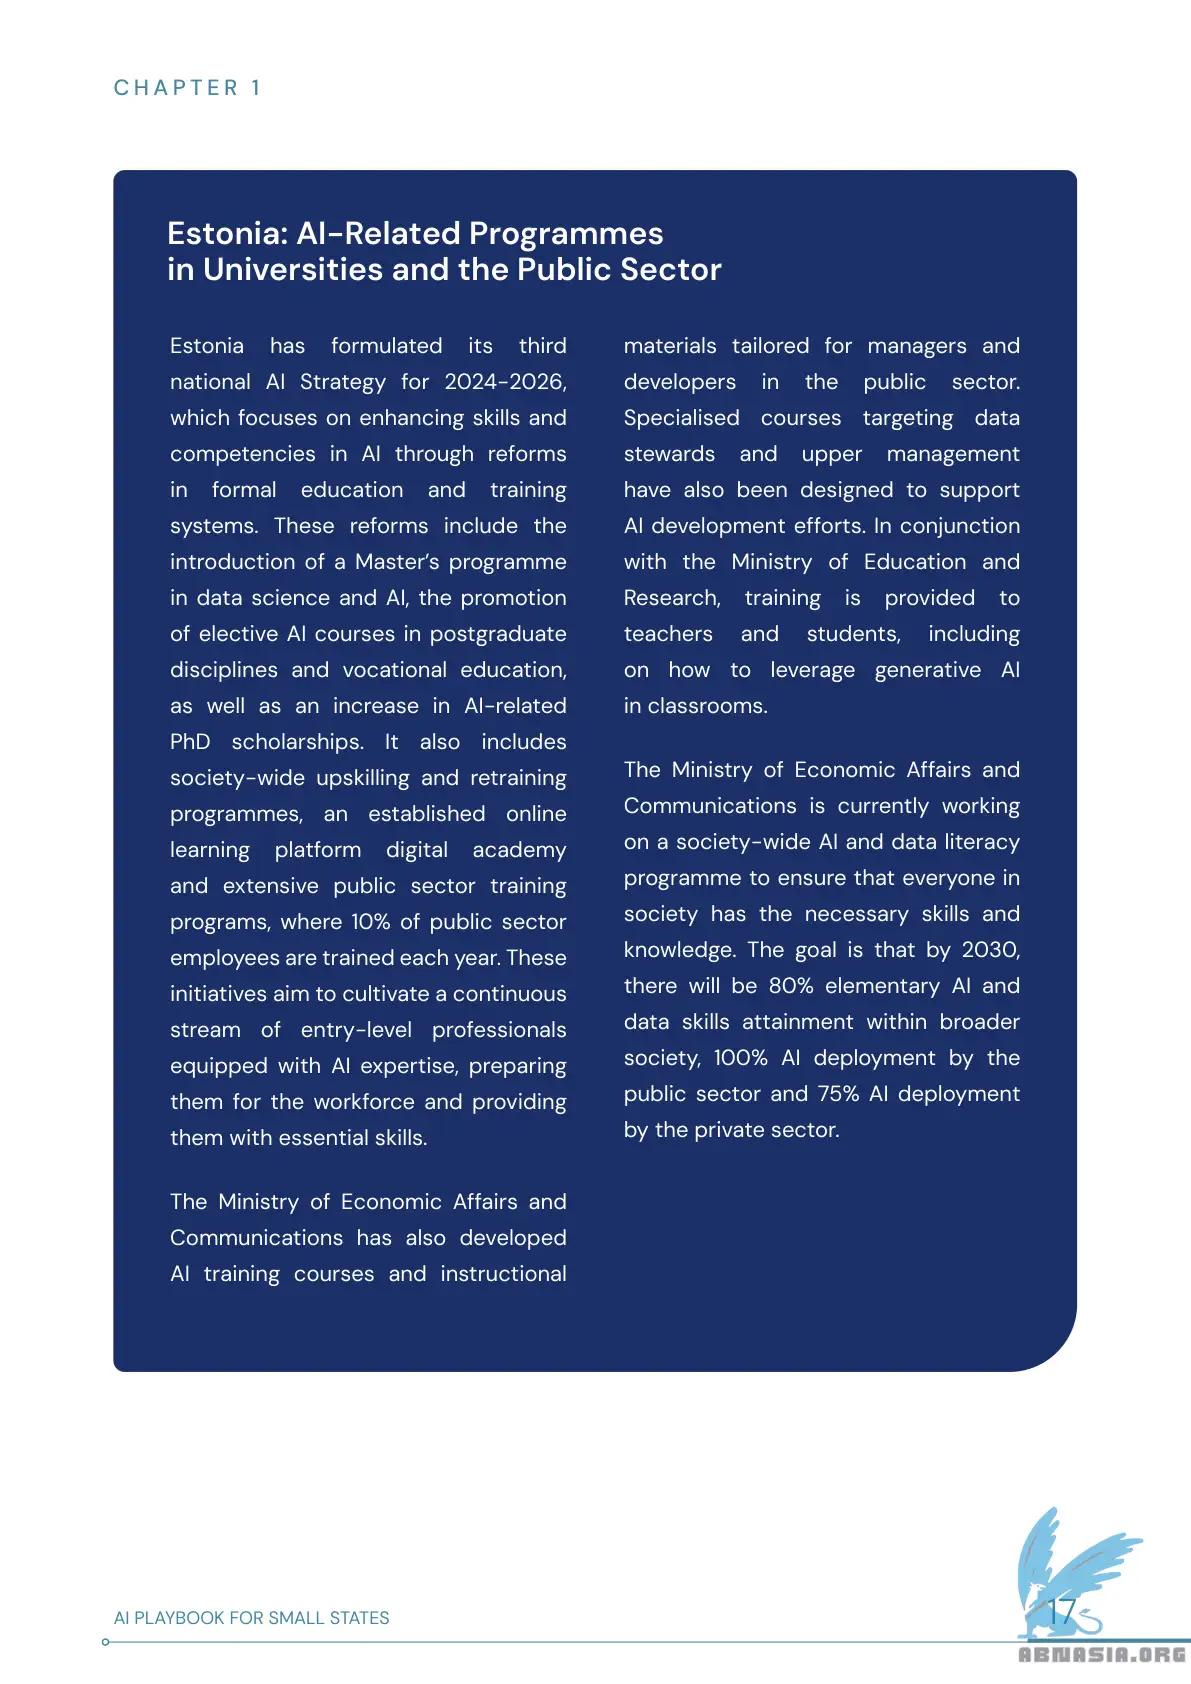 CHAPTER 1
Estonia: AI-Related Programmes
in Universities and the Public Sector
Estonia has formulated its third
national AI Strategy for 2024-2026,
which focuses on enhancing skills and
competencies in AI through reforms
in formal education and training
systems. These reforms include the
introduction of a Master's programme
in data science and AI, the promotion
of elective AI courses in postgraduate
disciplines and vocational education,
as well as an increase in AI-related
PhD scholarships. It also includes
society-wide upskilling and retraining
programmes, an established online
learning platform digital academy
and extensive public sector training
programs, where 10% of public sector
employees are trained each year. These
initiatives aim to cultivate a continuous
stream of entry-level professionals
equipped with AI expertise, preparing
them for the workforce and providing
them with essential skills.
The Ministry of Economic Affairs and
Communications has also developed
AI training courses and instructional
materials tailored for managers and
developers in the public sector.
Specialised courses targeting data
stewards and upper management
have also been designed to support
AI development efforts. In conjunction
with the Ministry of Education and
Research, training is provided to
teachers and students, including
on how to leverage generative AI
in classrooms.
The Ministry of Economic Affairs and
Communications is currently working
on a society-wide AI and data literacy
programme to ensure that everyone in
society has the necessary skills and
knowledge. The goal is that by 2030,
there will be 80% elementary AI and
data skills attainment within broader
society, 100% AI deployment by the
public sector and 75% AI deployment
by the private sector.
AI PLAYBOOK FOR SMALL STATES
17
ABNASIA.ORG